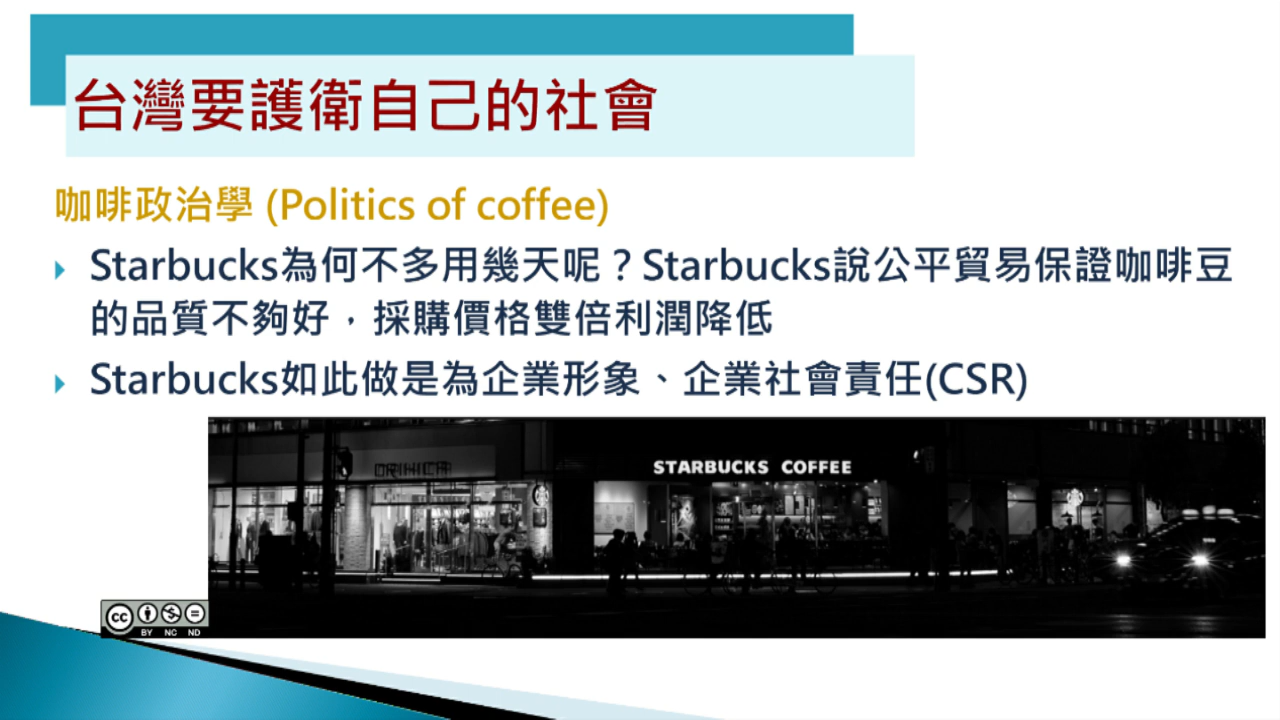 台灣要護衛自己的社會
咖啡政治學 (Politics of coffee)
Starbucks為何不多用幾天呢？Starbucks說公平貿易保證咖啡豆
的品質不夠好，採購價格雙倍利潤降低
Starbucks如此做是為企業形象、企業社會責任(CSR)
ORIHICA
STARBUCKS COFFEE
cc
BY NC ND